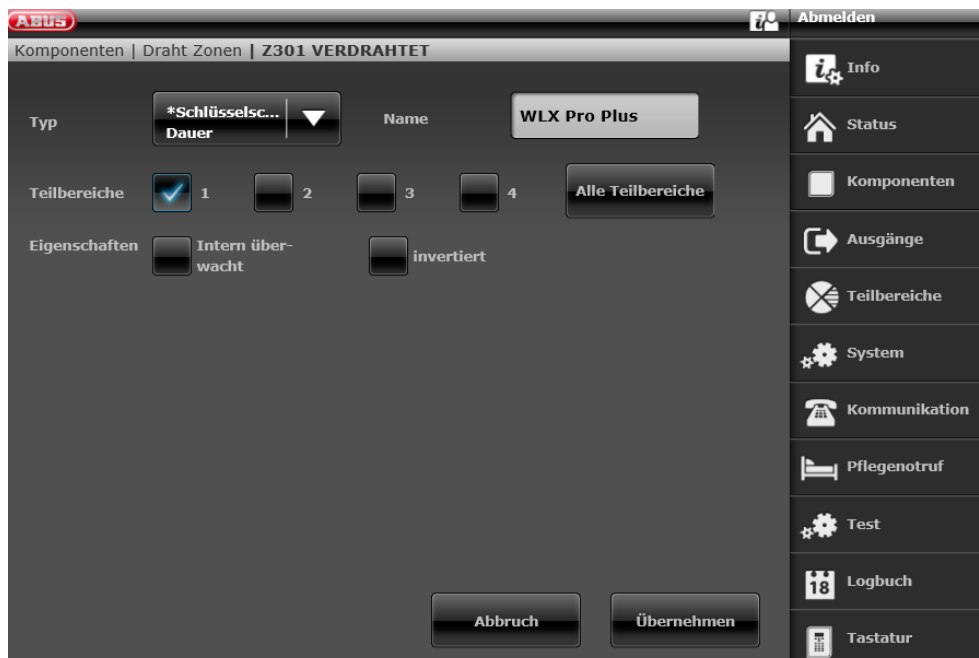 ABUS
Abmelden
Komponenten | Draht Zonen | Z301 VERDRAHTET
Typ
*Schlüsselsc...
Dauer
Name
WLX Pro Plus
Teilbereiche
1
2
3
4
Alle Teilbereiche
Eigenschaften
Intern über-
wacht
invertiert
Abbruch
Übernehmen
Info
Status
Komponenten
Ausgänge
Teilbereiche
System
Kommunikation
Pflegenotruf
Test
18
Logbuch
Tastatur